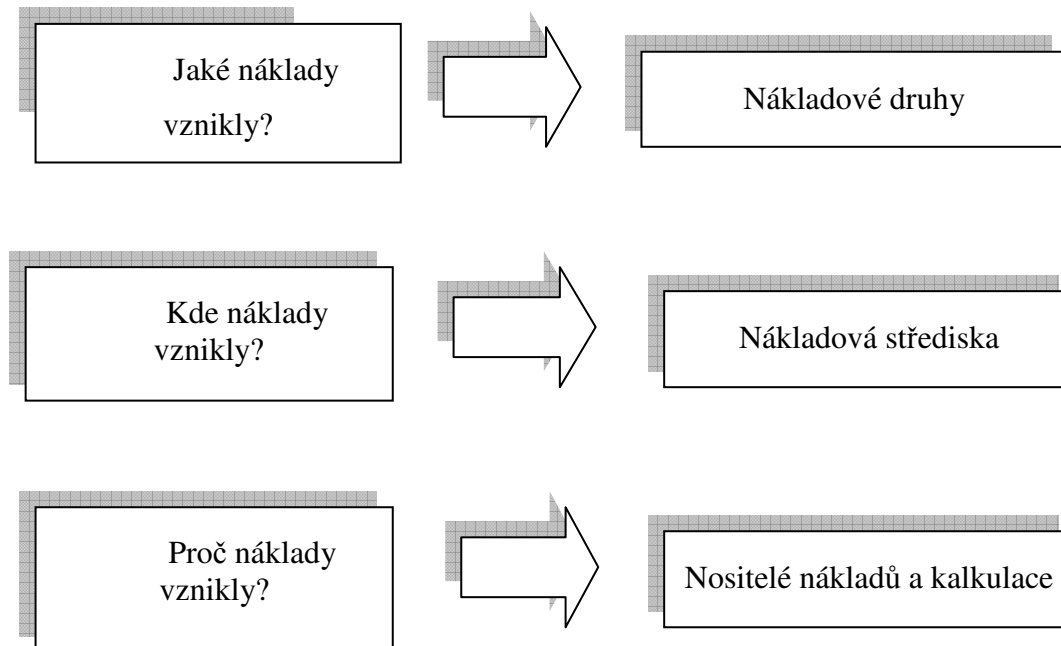 Jaké náklady
vznikly?
Nákladové druhy
Kde náklady
vznikly?
Nákladová střediska
Proč náklady
vznikly?
Nositelé nákladů a kalkulace